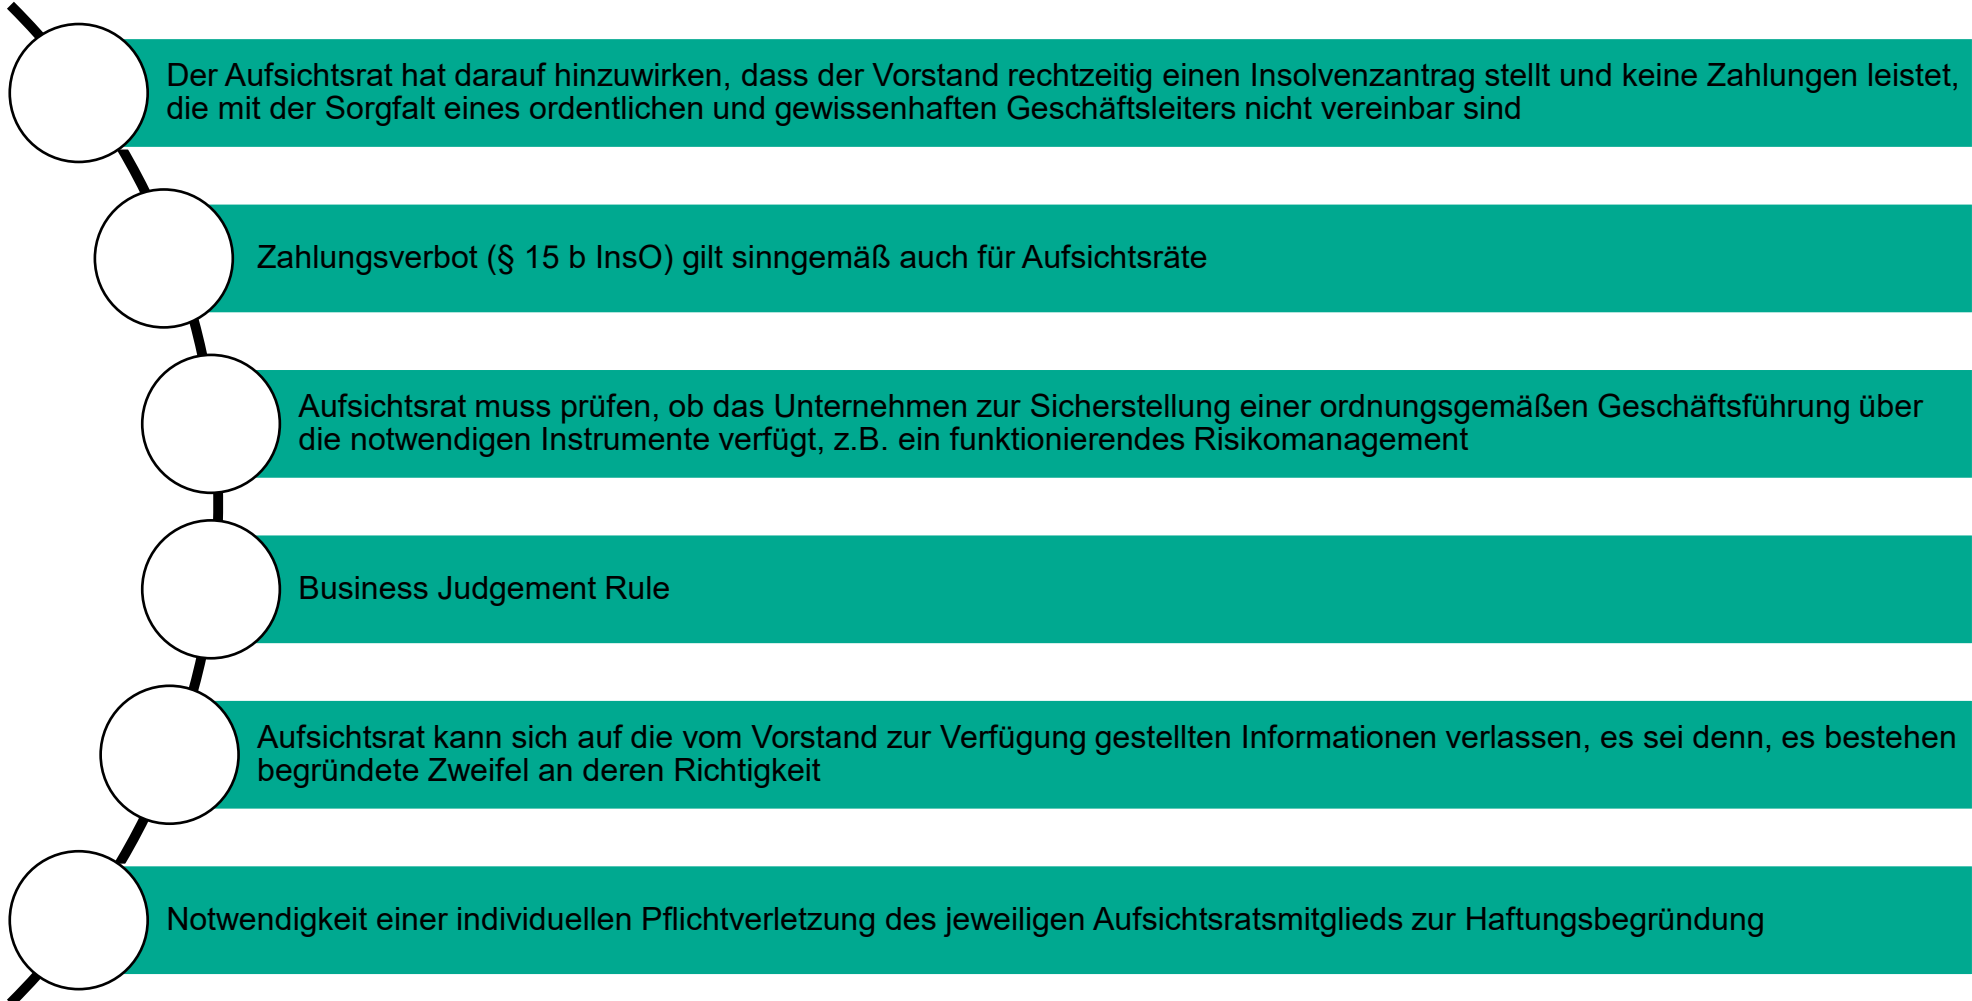 Der Aufsichtsrat hat darauf hinzuwirken, dass der Vorstand rechtzeitig einen Insolvenzantrag stellt und keine Zahlungen leistet,
die mit der Sorgfalt eines ordentlichen und gewissenhaften Geschäftsleiters nicht vereinbar sind
Zahlungsverbot (§ 15 b InsO) gilt sinngemäß auch für Aufsichtsräte
Aufsichtsrat muss prüfen, ob das Unternehmen zur Sicherstellung einer ordnungsgemäßen Geschäftsführung über
die notwendigen Instrumente verfügt, z.B. ein funktionierendes Risikomanagement
Business Judgement Rule
Aufsichtsrat kann sich auf die vom Vorstand zur Verfügung gestellten Informationen verlassen, es sei denn, es bestehen
begründete Zweifel an deren Richtigkeit
Notwendigkeit einer individuellen Pflichtverletzung des jeweiligen Aufsichtsratsmitglieds zur Haftungsbegründung